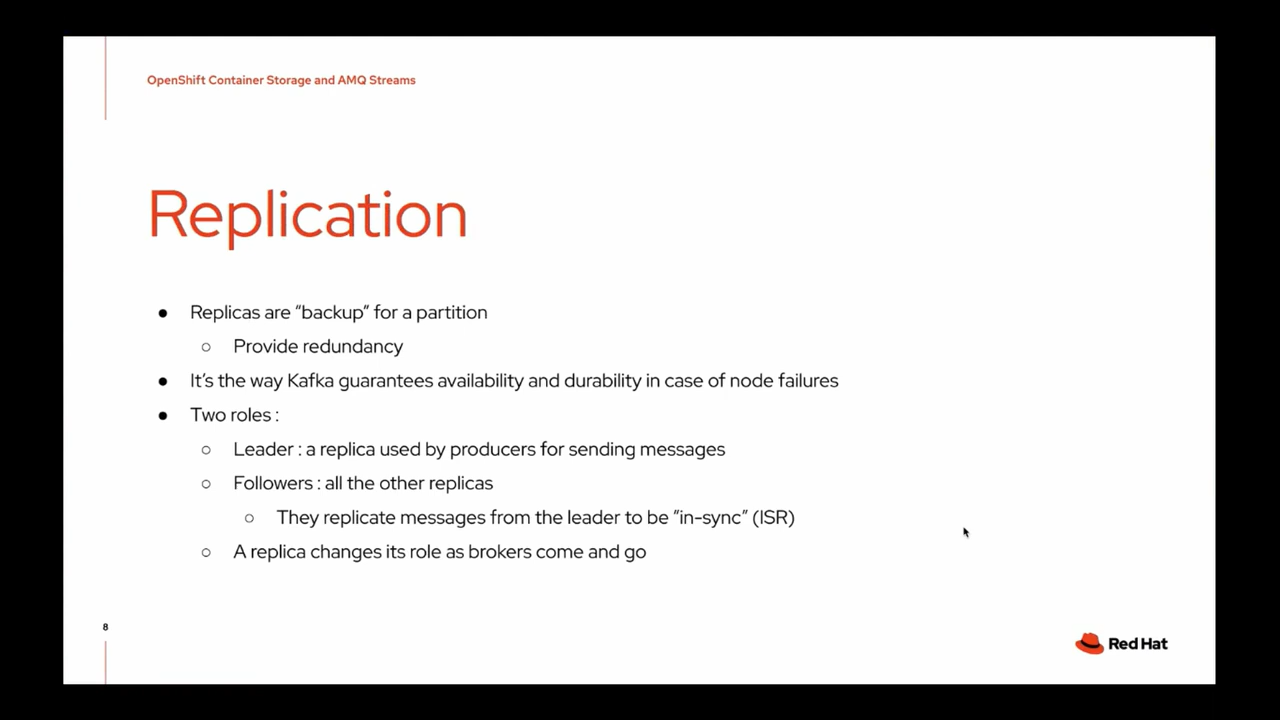 OpenShift Container Storage and AMQ Streams
Replication
● Replicas are “backup” for a partition
○ Provide redundancy
● It’s the way Kafka guarantees availability and durability in case of node failures
● Two roles :
○ Leader : a replica used by producers for sending messages
○ Followers : all the other replicas
○ They replicate messages from the leader to be “in-sync” (ISR)
○ A replica changes its role as brokers come and go
8
Red Hat